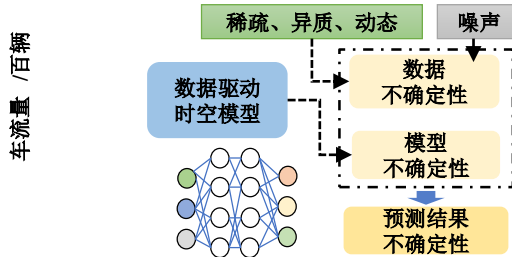 稀疏、异质、动态
噪声
车流量 /百辆
数据驱动
时空模型
数据
不确定性
模型
不确定性
预测结果
不确定性